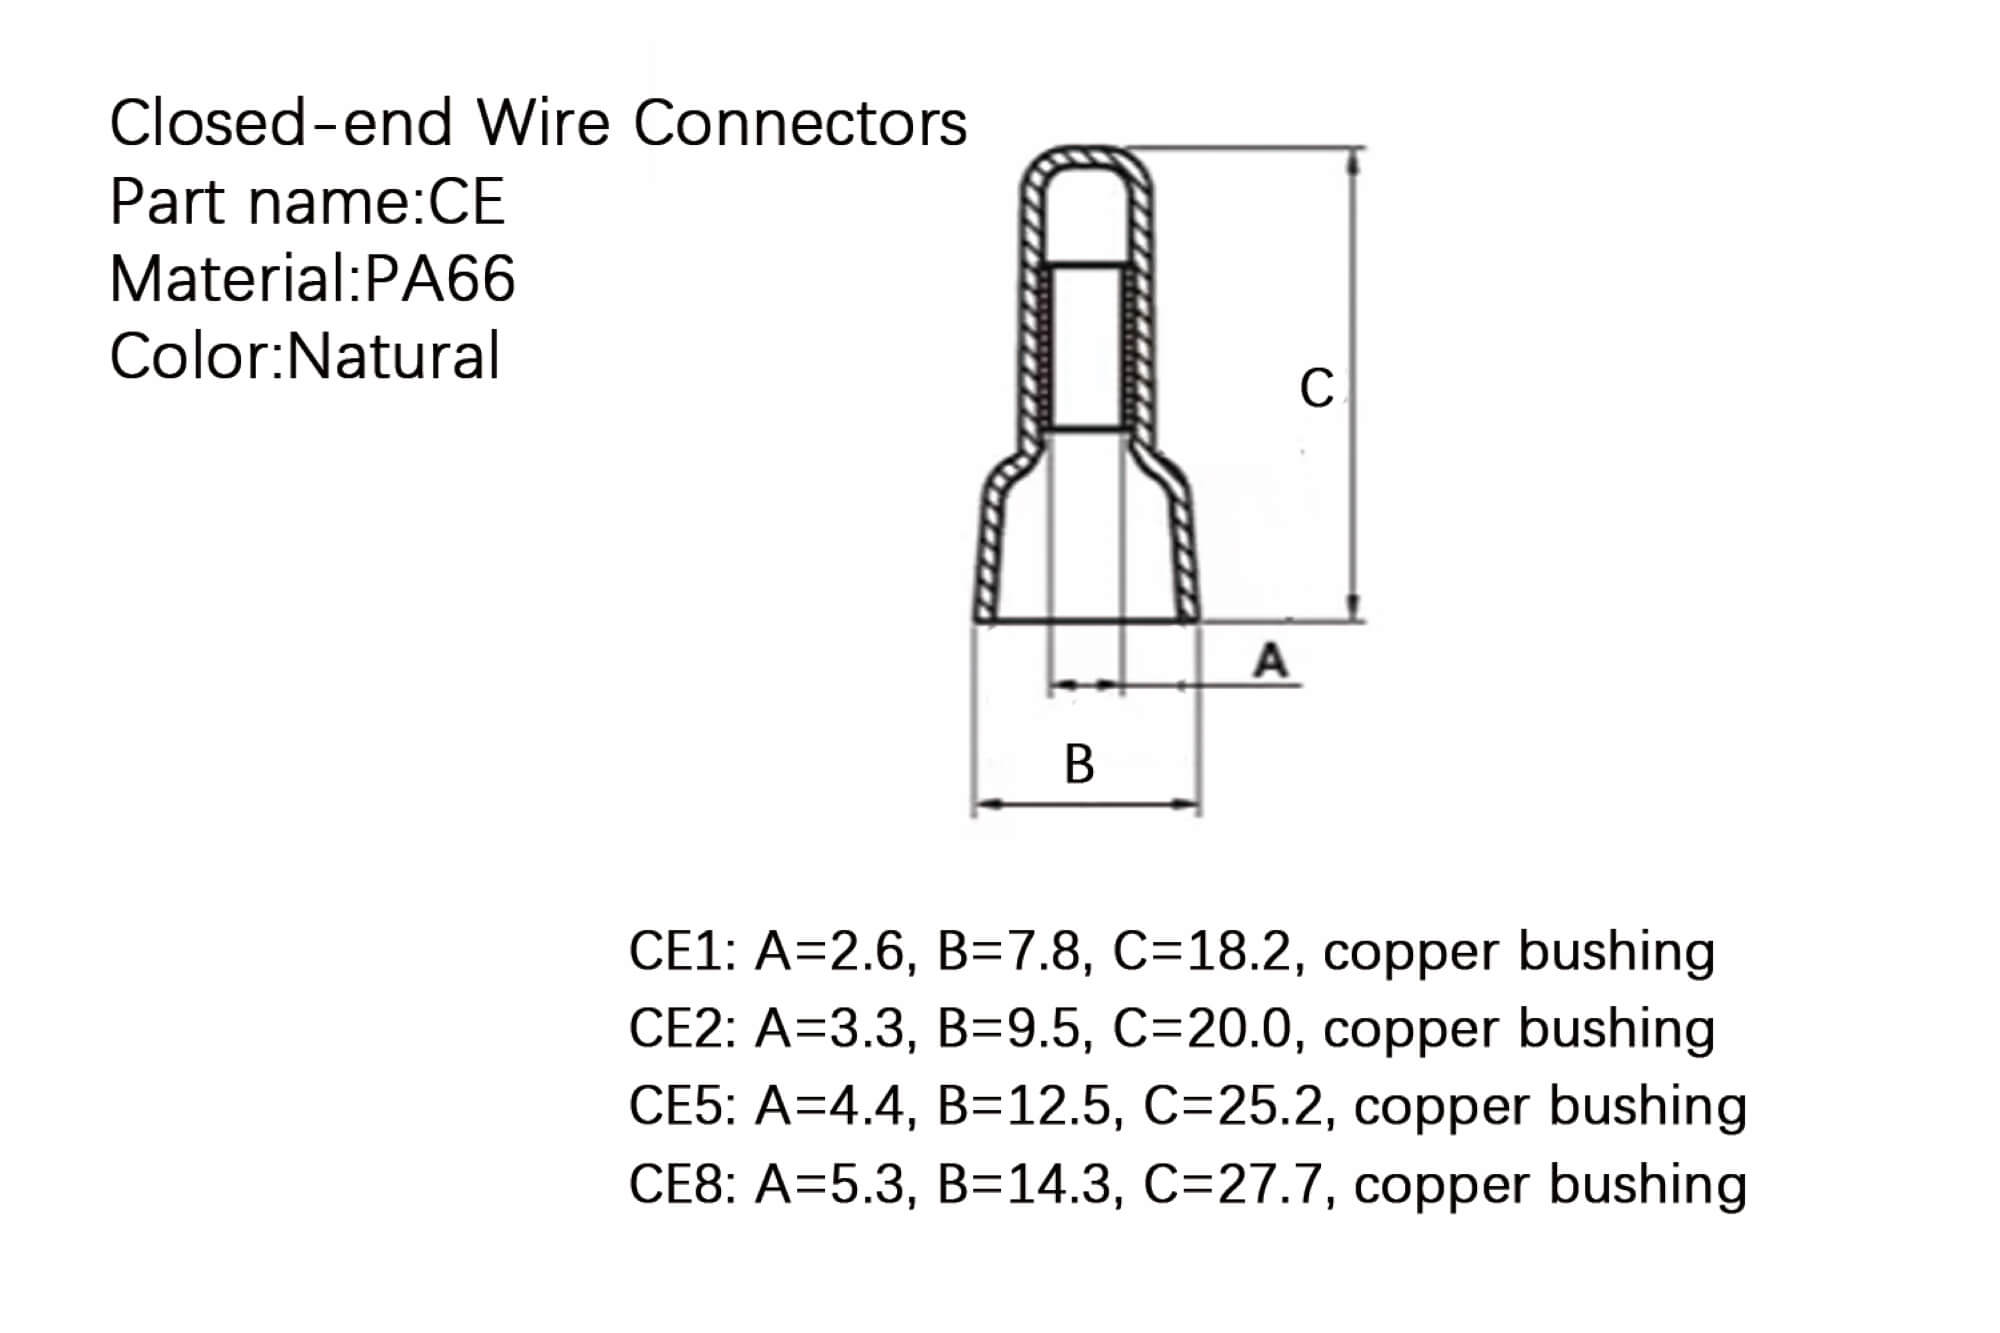 Closed-end Wire Connectors
Part name:CE
Material:PA66
Color:Natural
C
A
B
CE1: A=2.6, B=7.8, C=18.2, copper bushing
CE2: A=3.3, B=9.5, C=20.0, copper bushing
CE5: A=4.4, B=12.5, C=25.2, copper bushing
CE8: A=5.3, B=14.3, C=27.7, copper bushing